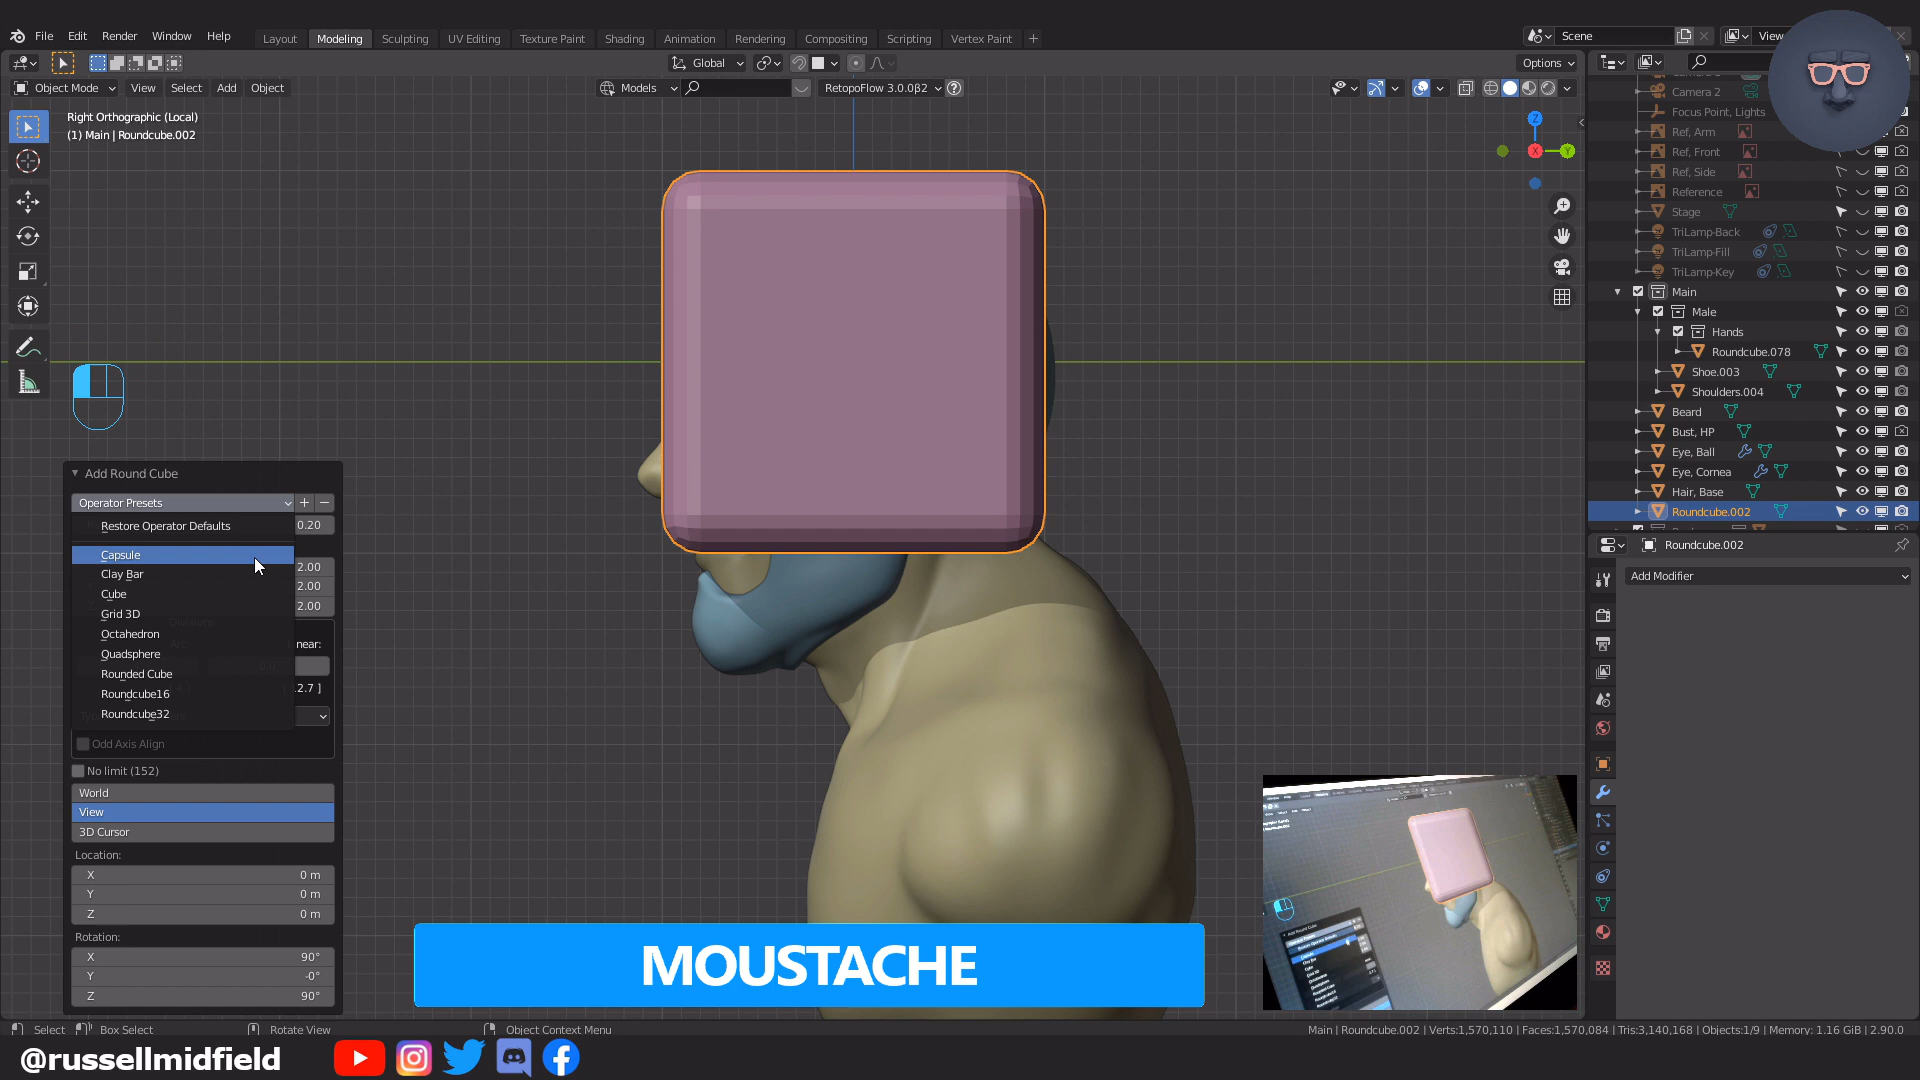 File Edit Render Window Help
Layout Modeling Sculpting UV Editing Texture Paint Shading Animation Rendering Compositing Scripting Vertex Paint +
Scene
View
Global
Options
Object Mode View Select Add Object
Models
RetopoFlow 3.0.0β2
Right Orthographic (Local)
(1) Main | Roundcube.002
Z
X
Y
Camera 2
Focus Point, Lights
Ref, Arm
Ref, Front
Ref, Side
Reference
Stage
TriLamp-Back
TriLamp-Fill
TriLamp-Key
Main
Male
Hands
Roundcube.078
Shoe.003
Shoulders.004
Beard
Bust, HP
Eye, Ball
Eye, Cornea
Hair, Base
Roundcube.002
Roundcube.002
Add Modifier
Add Round Cube
Operator Presets + −
Restore Operator Defaults
0.20
Capsule
2.00
Clay Bar
2.00
Cube
2.00
Grid 3D
Octahedron
near:
Quadsphere
Rounded Cube
Roundcube16
2.7 ]
Roundcube32
Odd Axis Align
No limit (152)
World
View
3D Cursor
Location:
X 0 m
Y 0 m
Z 0 m
Rotation:
X 90°
Y -0°
Z 90°
MOUSTACHE
Select Box Select Rotate View Object Context Menu
Main | Roundcube.002 | Verts:1,570,110 | Faces:1,570,084 | Tris:3,140,168 | Objects:1/9 | Memory: 1.16 GiB | 2.90.0
@russellmidfield